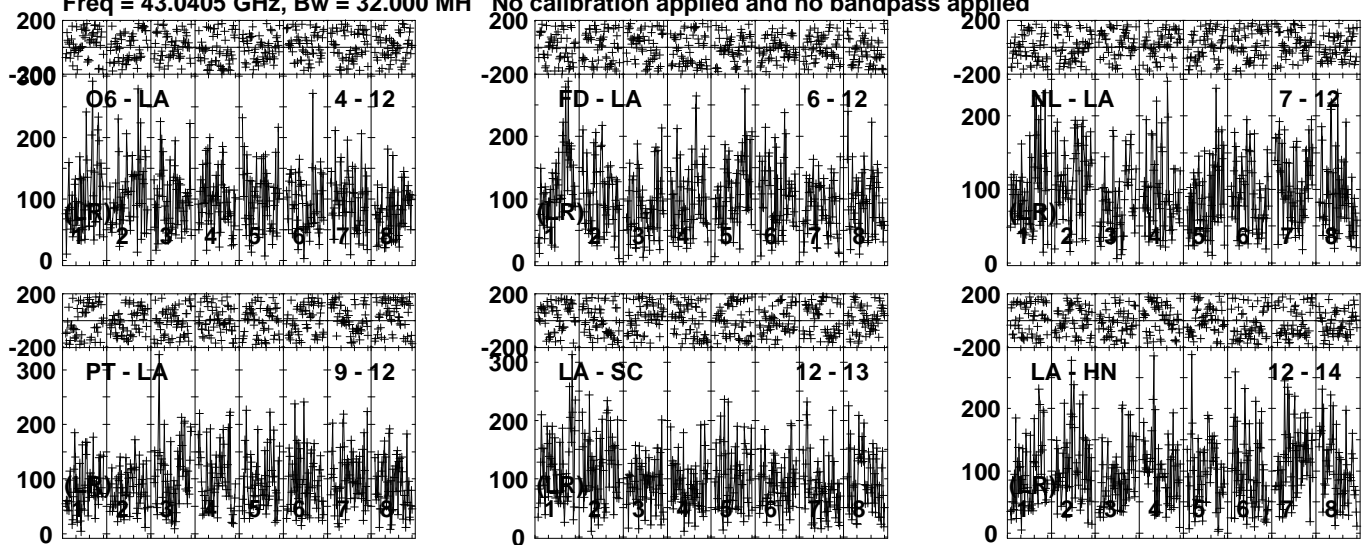 Freq = 43.0405 GHz, Bw = 32.000 MH   No calibration applied and no bandpass applied
200 200 200
-200 -200 -200
300
O6 - LA 4 - 12 FD - LA 6 - 12 NL - LA 7 - 12
200 200 200
100 100 100
(LR) (LR) (LR)
1 2 3 4 5 6 7 8 1 2 3 4 5 6 7 8 1 2 3 4 5 6 7 8
0 0 0
200 200 200
-200 -200 -200
300 300
PT - LA 9 - 12 LA - SC 12 - 13 LA - HN 12 - 14
200 200 200
100 100 100
(LR) (LR) (LR)
1 2 3 4 5 6 7 8 1 2 3 4 5 6 7 8 1 2 3 4 5 6 7 8
0 0 0